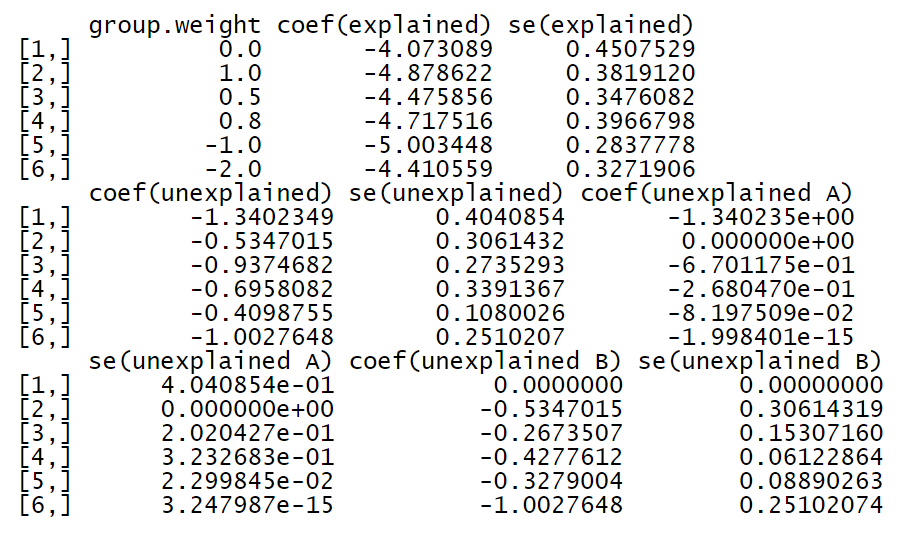 group.weight coef(explained) se(explained)
[1,] 0.0 -4.073089 0.4507529
[2,] 1.0 -4.878622 0.3819120
[3,] 0.5 -4.475856 0.3476082
[4,] 0.8 -4.717516 0.3966798
[5,] -1.0 -5.003448 0.2837778
[6,] -2.0 -4.410559 0.3271906
coef(unexplained) se(unexplained) coef(unexplained A)
[1,] -1.3402349 0.4040854 -1.340235e+00
[2,] -0.5347015 0.3061432 0.000000e+00
[3,] -0.9374682 0.2735293 -6.701175e-01
[4,] -0.6958082 0.3391367 -2.680470e-01
[5,] -0.4098755 0.1080026 -8.197509e-02
[6,] -1.0027648 0.2510207 -1.998401e-15
se(unexplained A) coef(unexplained B) se(unexplained B)
[1,] 4.040854e-01 0.0000000 0.00000000
[2,] 0.000000e+00 -0.5347015 0.30614319
[3,] 2.020427e-01 -0.2673507 0.15307160
[4,] 3.232683e-01 -0.4277612 0.06122864
[5,] 2.299845e-02 -0.3279004 0.08890263
[6,] 3.247987e-15 -1.0027648 0.25102074